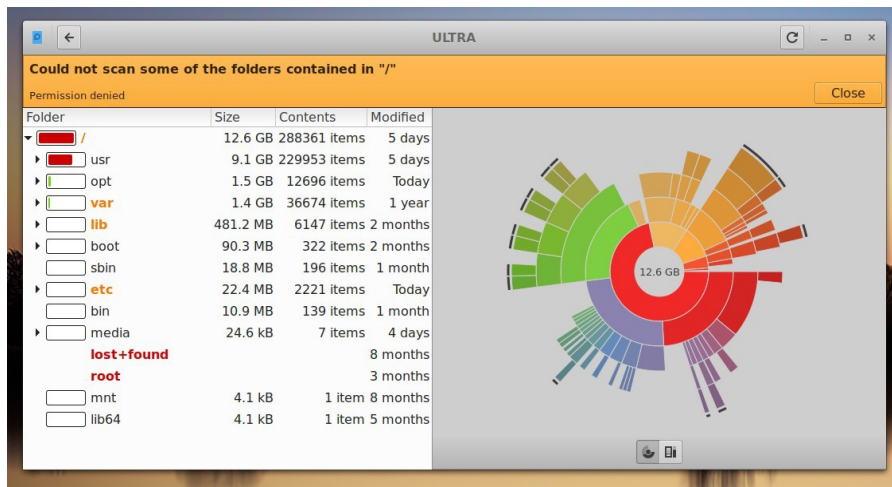 ULTRA
Could not scan some of the folders contained in "/"
Permission denied
Close
Folder Size Contents Modified
/ 12.6 GB 288361 items 5 days
usr 9.1 GB 229953 items 5 days
opt 1.5 GB 12696 items Today
var 1.4 GB 36674 items 1 year
lib 481.2 MB 6147 items 2 months
boot 90.3 MB 322 items 2 months
sbin 18.8 MB 196 items 1 month
etc 22.4 MB 2221 items Today
bin 10.9 MB 139 items 1 month
media 24.6 kB 7 items 4 days
lost+found 8 months
root 3 months
mnt 4.1 kB 1 item 8 months
lib64 4.1 kB 1 item 5 months
12.6 GB